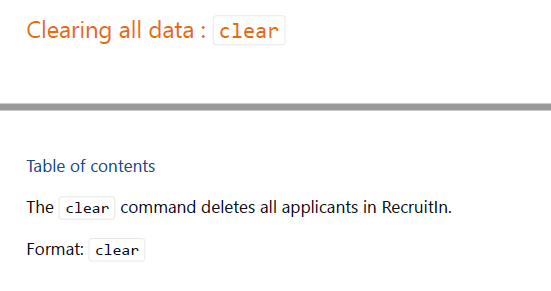 Clearing all data : clear
Table of contents
The clear command deletes all applicants in RecruitIn.
Format: clear